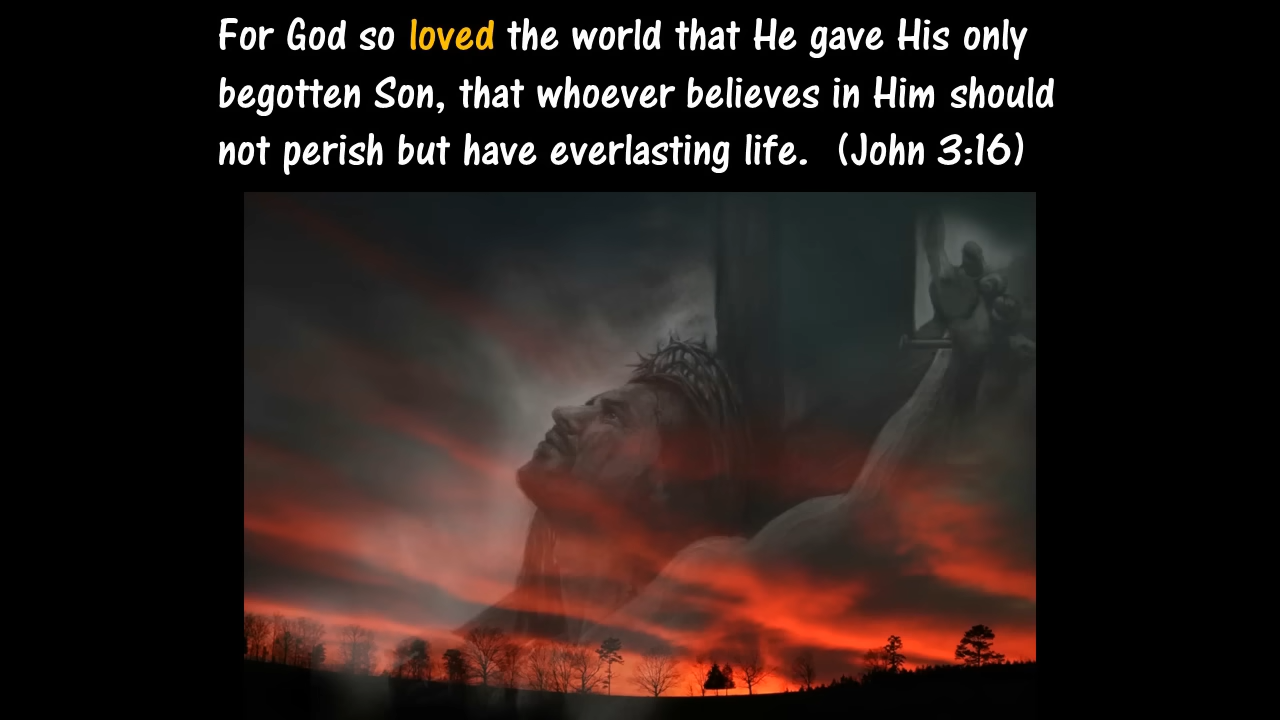 For God so loved the world that He gave His only
begotten Son, that whoever believes in Him should
not perish but have everlasting life.  (John 3:16)